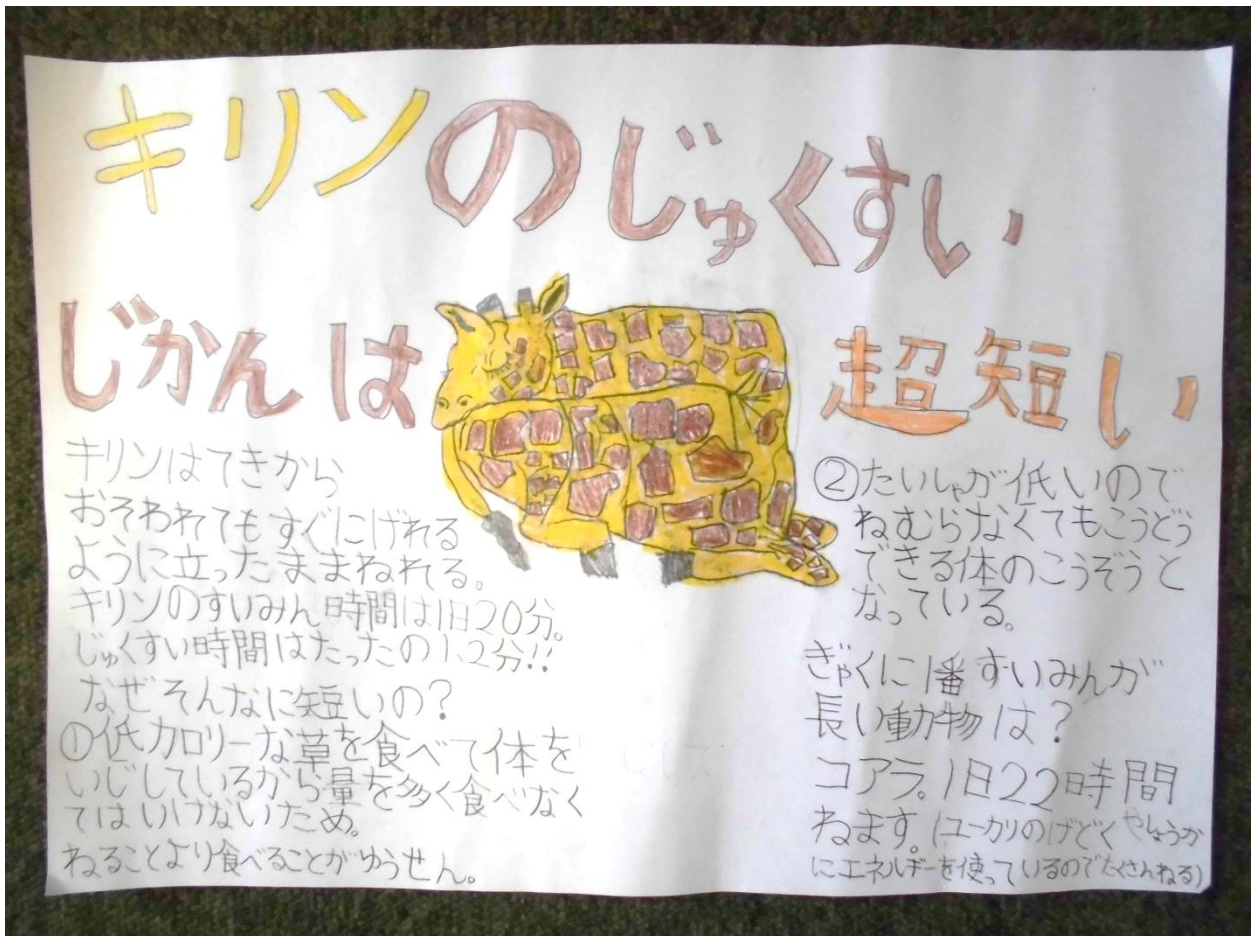 キリンのじゅくすい
じかんは 超短い
キリンはてきから
おそわれてもすぐにげれる
ように立ったままねれる。
キリンのすいみん時間は1日20分。
じゅくすい時間はたったの1、2分!!
なぜそんなに短いの?
①低カロリーな草を食べて体を
いじしているから量を多く食べなく
てはいけないため。
ねることより食べることがゆうせん。
②たいしゃが低いので
ねむらなくてもこうどう
できる体のこうぞうと
なっている。
ぎゃくに1番すいみんが
長い動物は?
コアラ。1日22時間
ねます。(ユーカリのげどくやしょうか
にエネルギーを使っているのでたくさんねる)